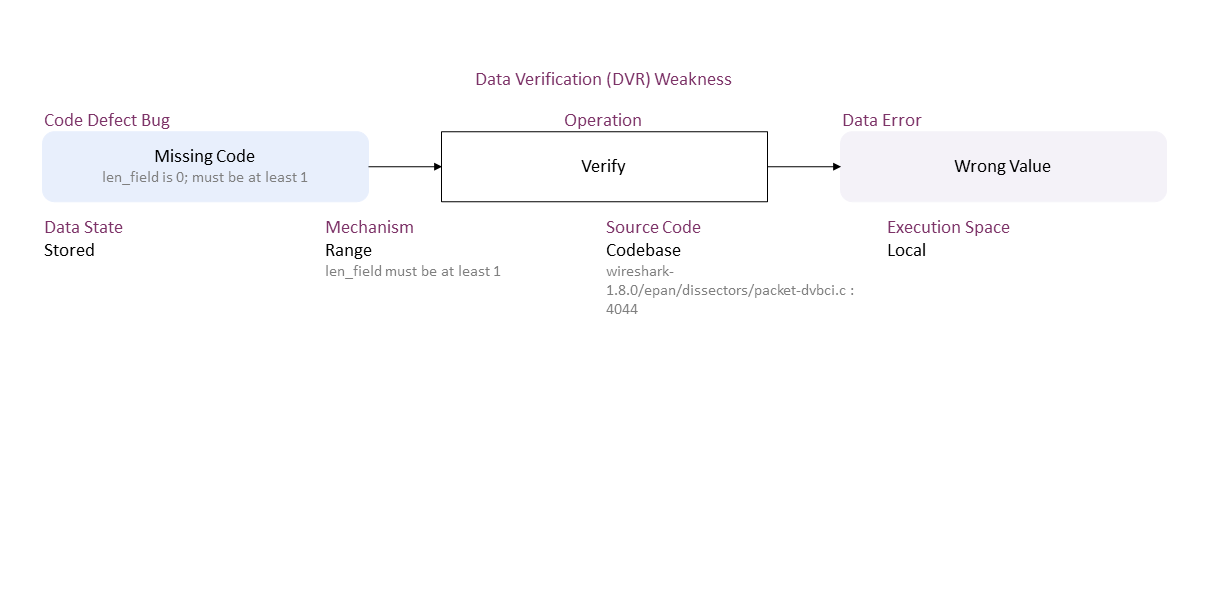 Data Verification (DVR) Weakness
Code Defect Bug
Operation
Data Error
Missing Code
len_field is 0; must be at least 1
Verify
Wrong Value
Data State
Stored
Mechanism
Range
len_field must be at least 1
Source Code
Codebase
wireshark-
1.8.0/epan/dissectors/packet-dvbci.c :
4044
Execution Space
Local